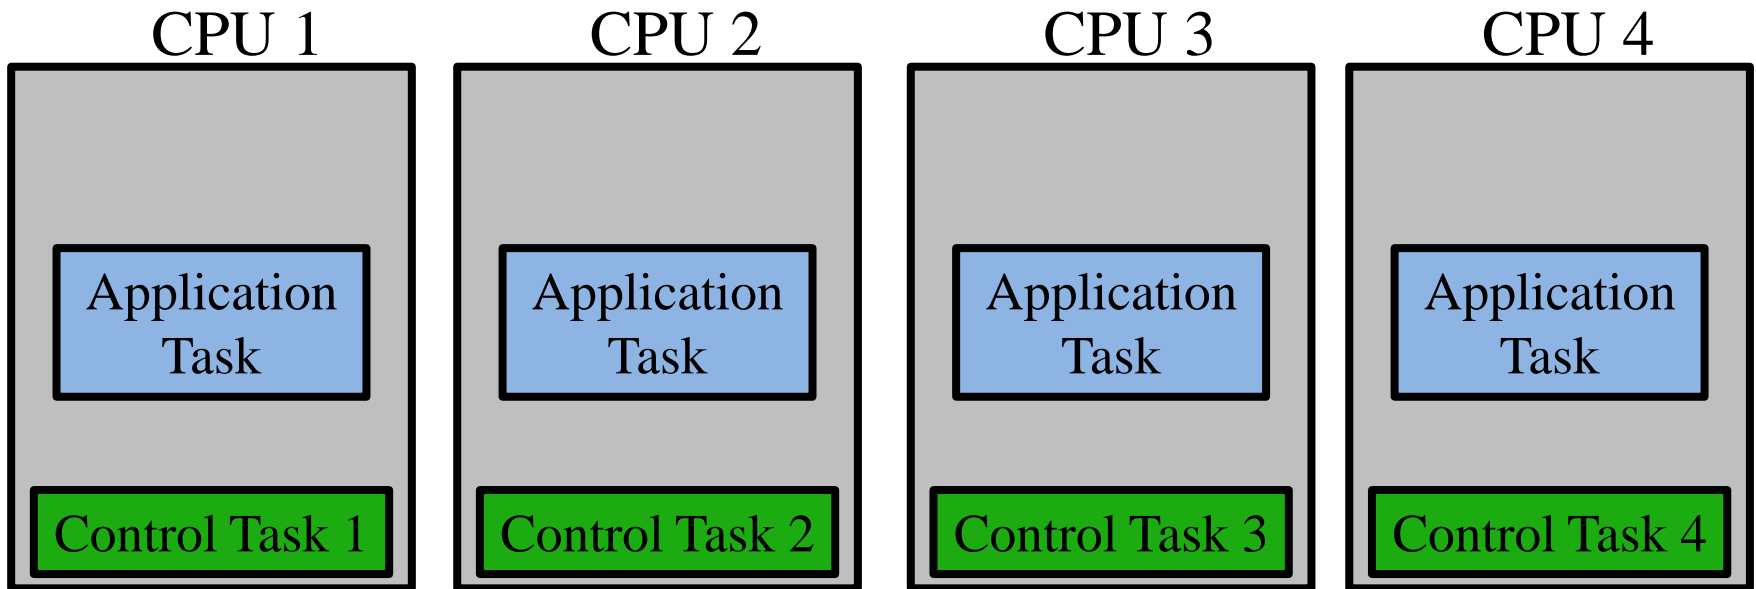 CPU 1
CPU 2
CPU 3
CPU 4
Application
Task
Application
Task
Application
Task
Application
Task
Control Task 1
Control Task 2
Control Task 3
Control Task 4